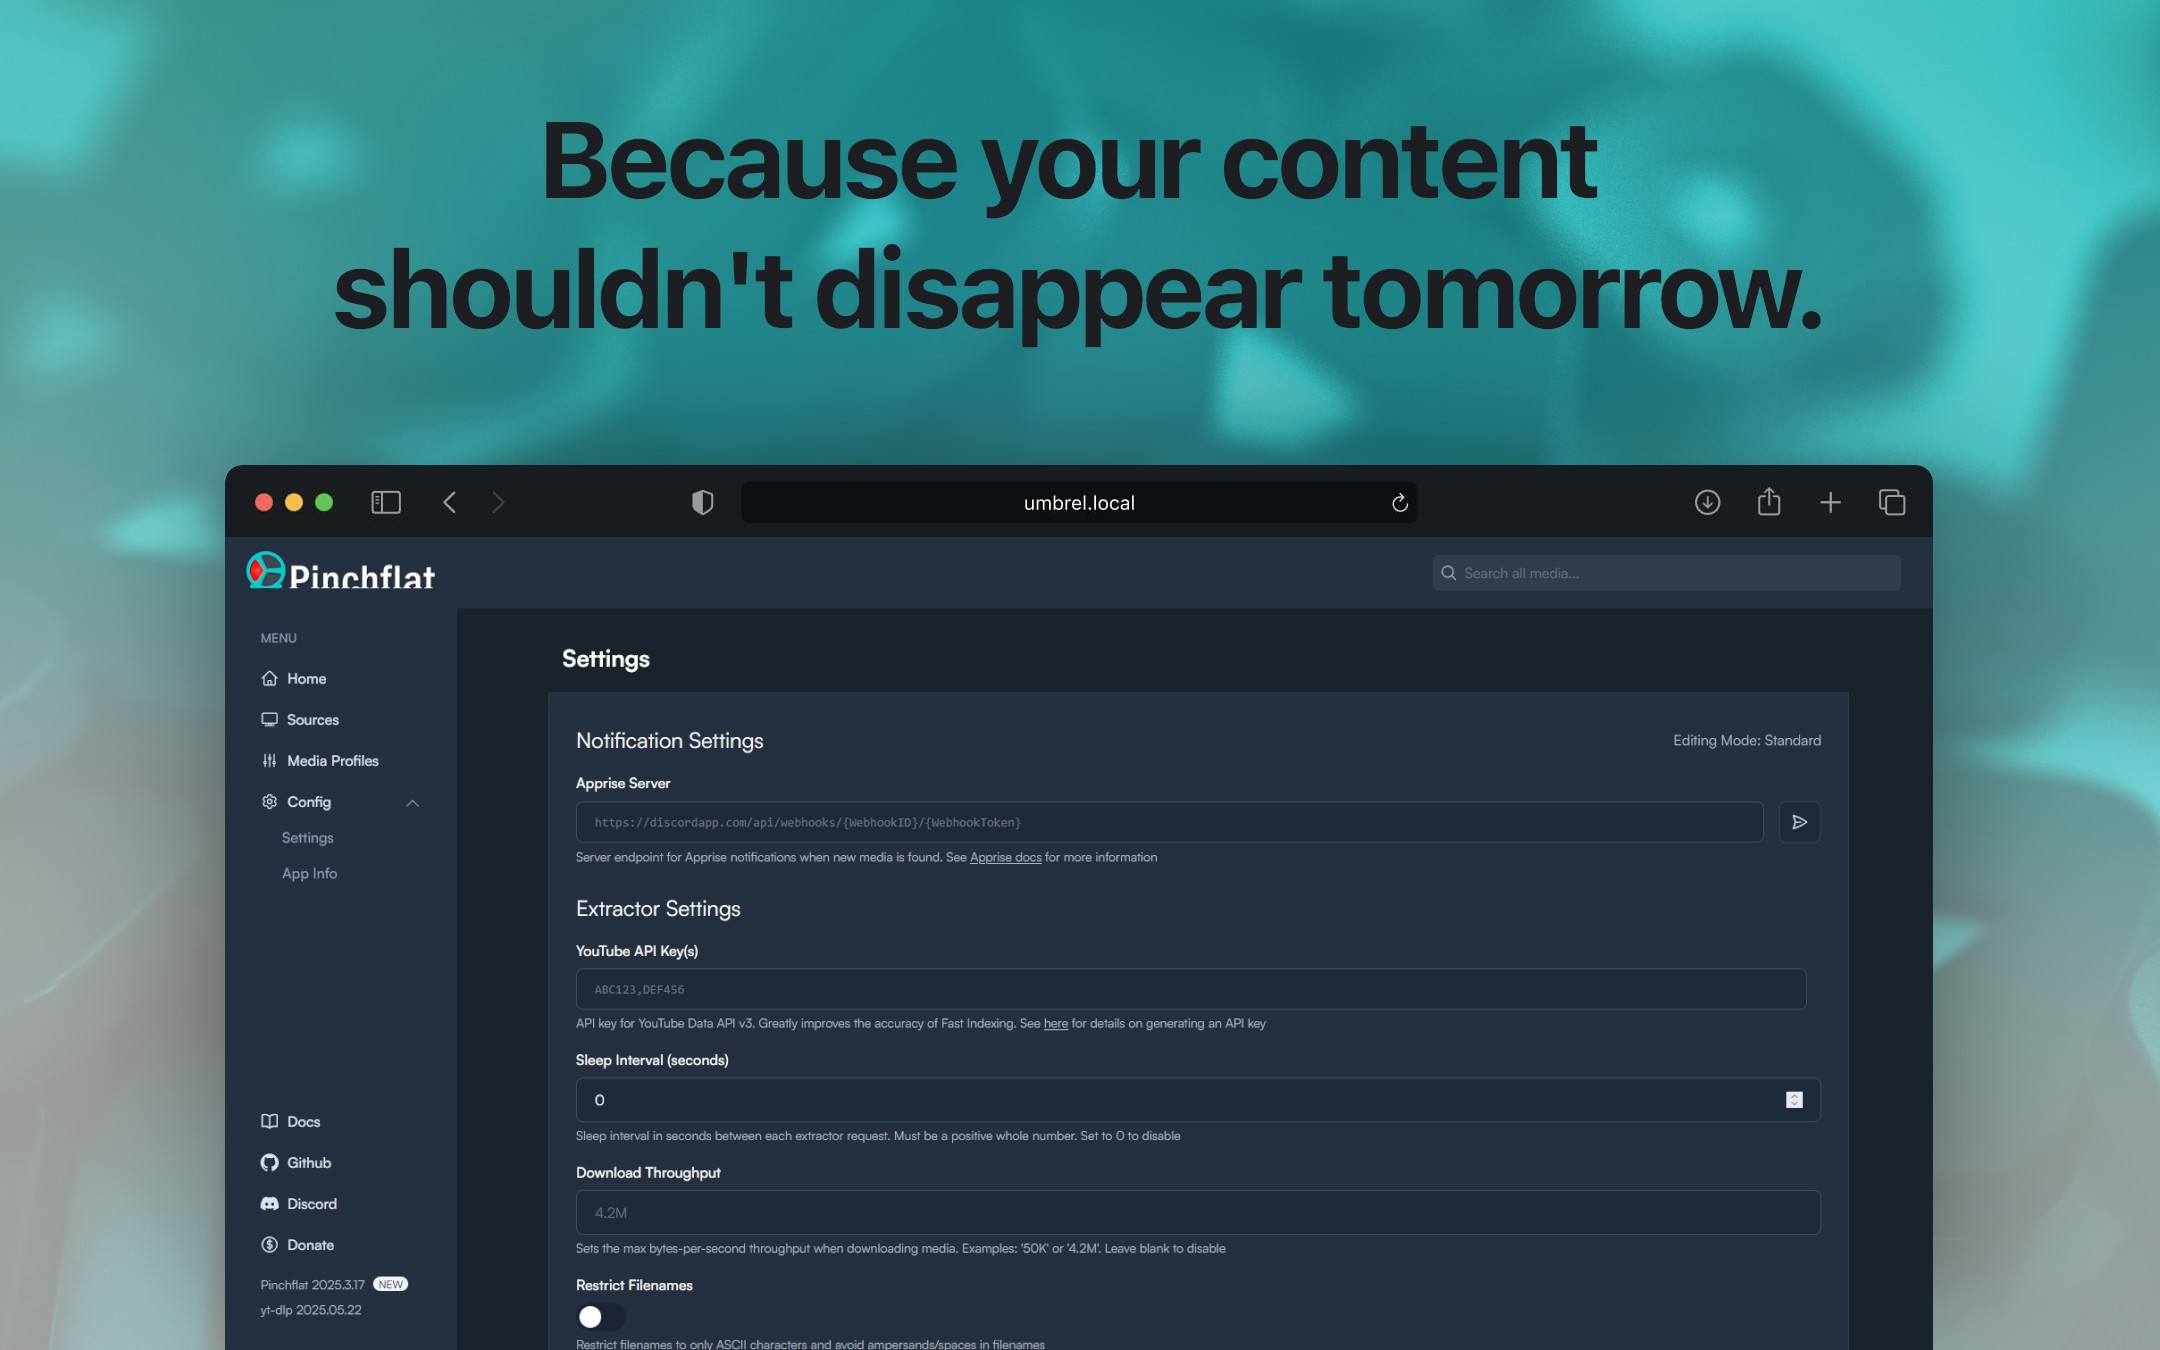 Because your content
shouldn't disappear tomorrow.
umbrel.local
Pinchflat
Search all media...
MENU
Home
Sources
Media Profiles
Config
Settings
App Info
Docs
Github
Discord
Donate
Pinchflat 2025.3.17 NEW
yt-dlp 2025.05.22
Settings
Notification Settings
Editing Mode: Standard
Apprise Server
https://discordapp.com/api/webhooks/{WebhookID}/{WebhookToken}
Server endpoint for Apprise notifications when new media is found. See Apprise docs for more information
Extractor Settings
YouTube API Key(s)
ABC123,DEF456
API key for YouTube Data API v3. Greatly improves the accuracy of Fast Indexing. See here for details on generating an API key
Sleep Interval (seconds)
0
Sleep interval in seconds between each extractor request. Must be a positive whole number. Set to 0 to disable
Download Throughput
4.2M
Sets the max bytes-per-second throughput when downloading media. Examples: '50K' or '4.2M'. Leave blank to disable
Restrict Filenames
Restrict filenames to only ASCII characters and avoid ampersands/spaces in filenames